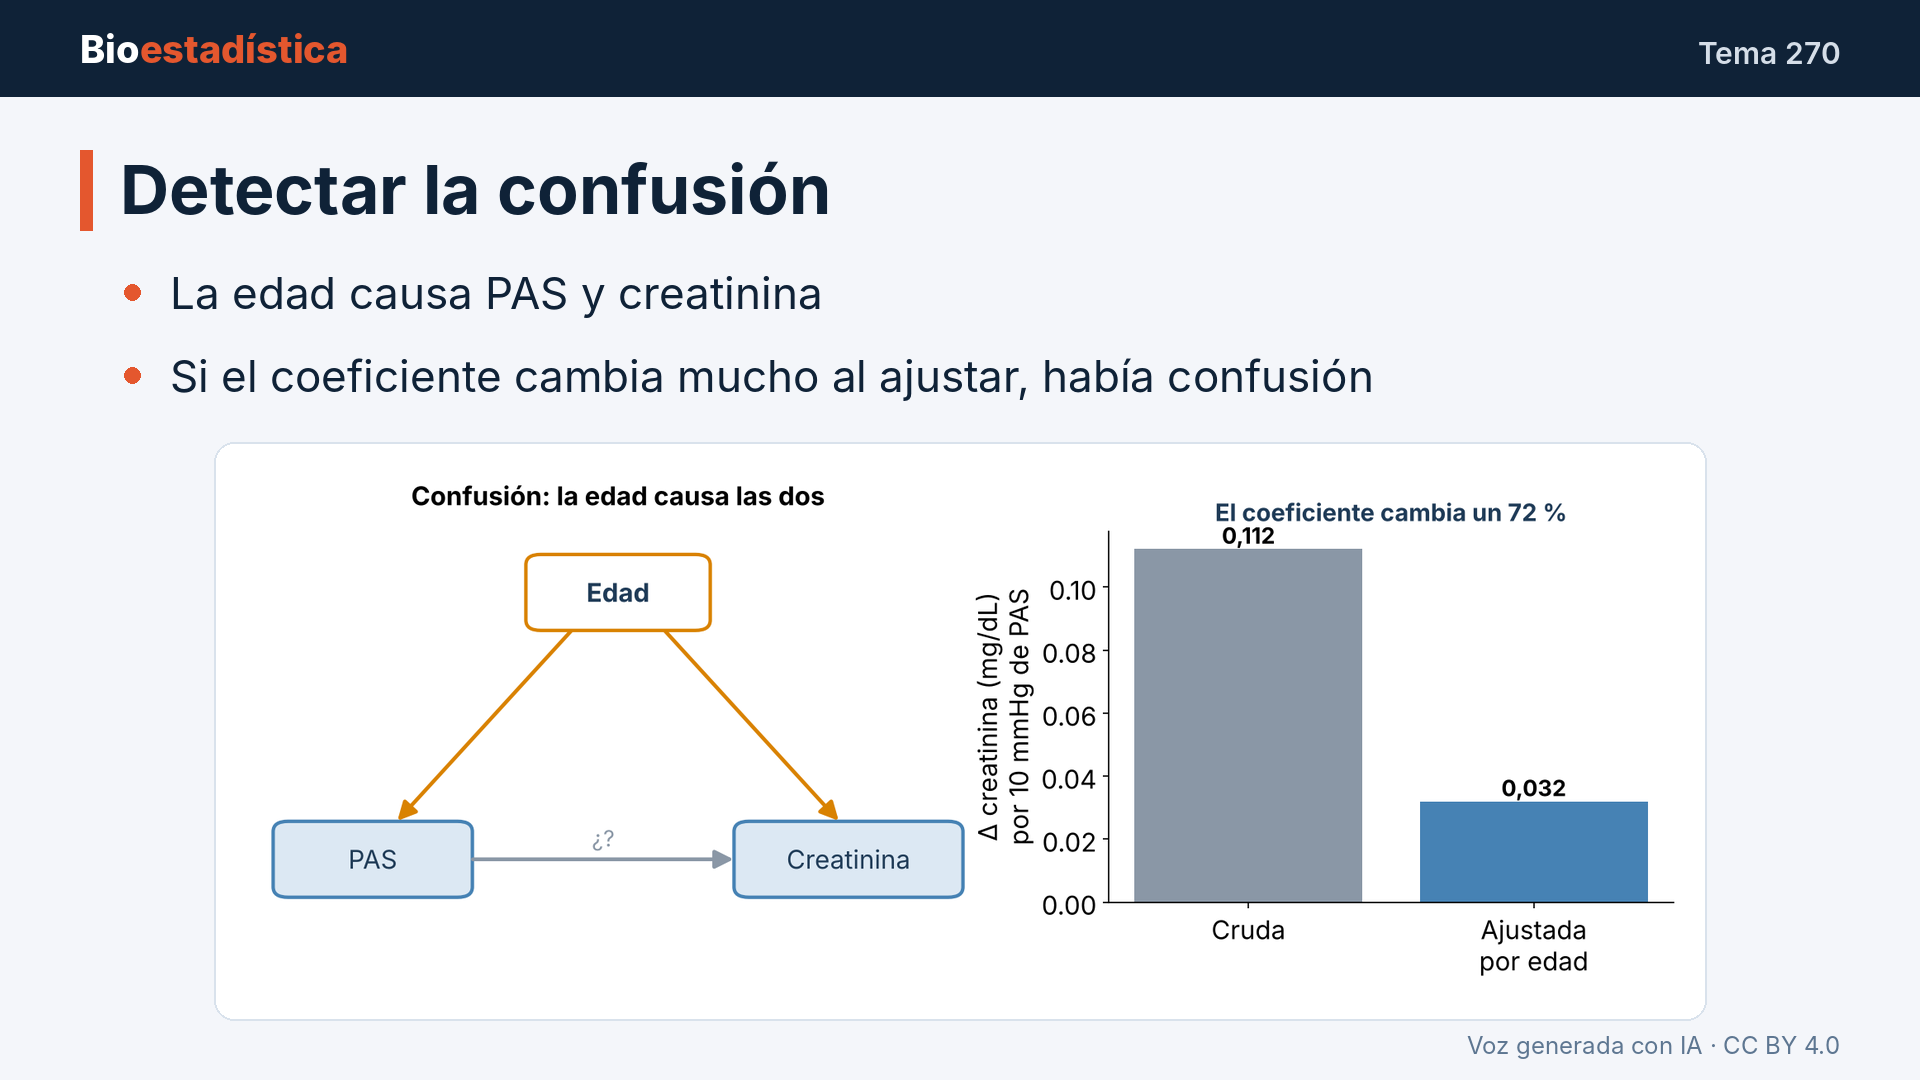 Bioestadística
Tema 270
Detectar la confusión
La edad causa PAS y creatinina
Si el coeficiente cambia mucho al ajustar, había confusión
Confusión: la edad causa las dos
Edad
PAS
¿?
Creatinina
El coeficiente cambia un 72 %
Δ creatinina (mg/dL)
por 10 mmHg de PAS
0.10
0.08
0.06
0.04
0.02
0.00
0,112
0,032
Cruda
Ajustada
por edad
Voz generada con IA · CC BY 4.0